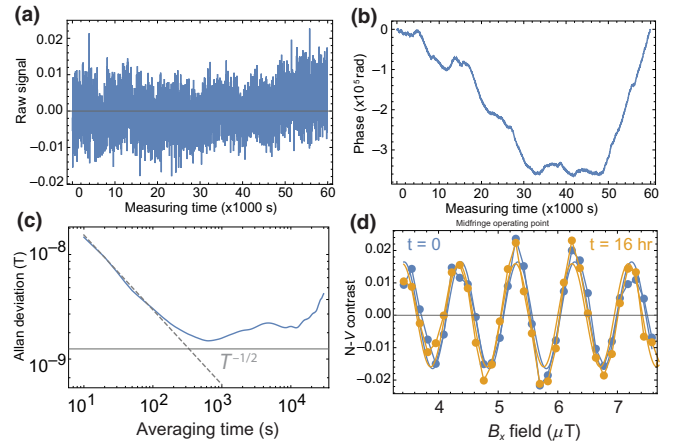 (a)
0.02
0.01
0.00
−0.01
−0.02
Raw signal
0 10 20 30 40 50 60
Measuring time (x1000 s)
(b)
0
−1
−2
−3
Phase (x10⁵ rad)
0 10 20 30 40 50 60
Measuring time (x1000 s)
(c)
10⁻⁸
10⁻⁹
Allan deviation (T)
T⁻¹/²
10¹ 10² 10³ 10⁴
Averaging time (s)
(d)
Midfringe operating point
t = 0
t = 16 hr
0.02
0.01
0.00
−0.01
−0.02
N-V contrast
4 5 6 7
Bₓ field (μT)